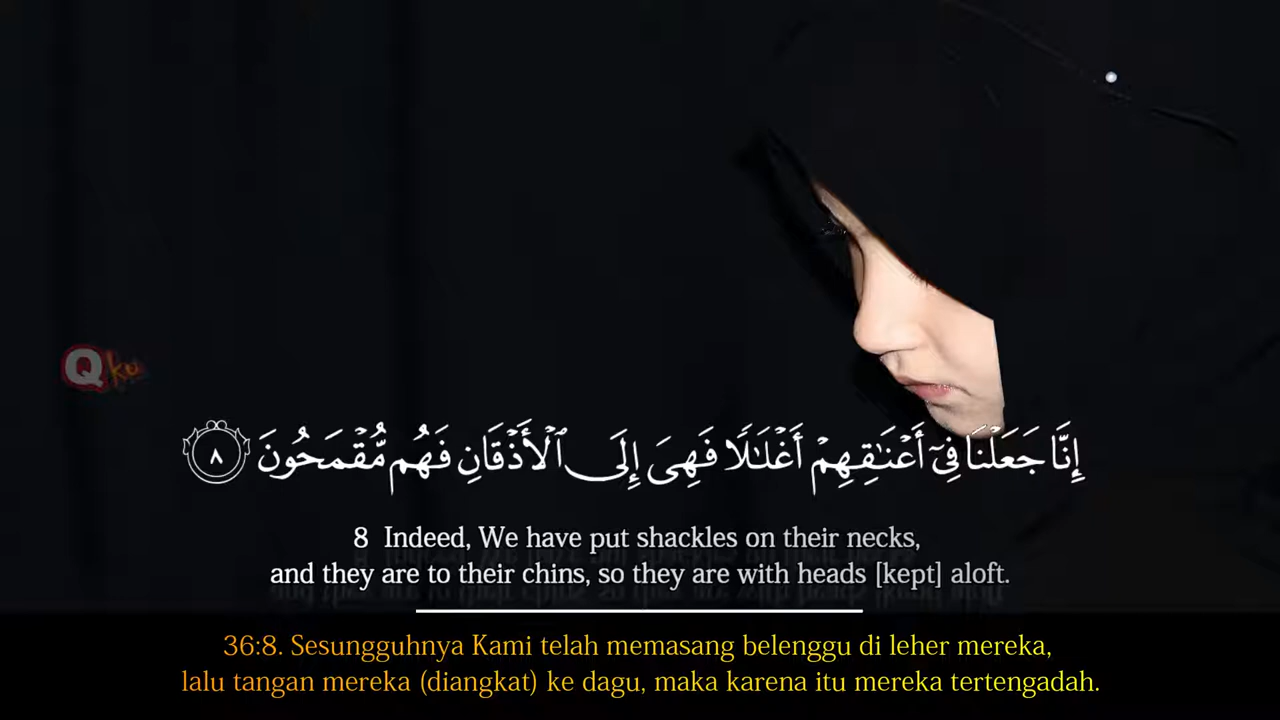 Qku
إِنَّا جَعَلْنَا فِىٓ أَعْنَـٰقِهِمْ أَغْلَـٰلًا فَهِىَ إِلَى ٱلْأَذْقَانِ فَهُم مُّقْمَحُونَ ٨
8 Indeed, We have put shackles on their necks,
and they are to their chins, so they are with heads [kept] aloft.
36:8. Sesungguhnya Kami telah memasang belenggu di leher mereka,
lalu tangan mereka (diangkat) ke dagu, maka karena itu mereka tertengadah.